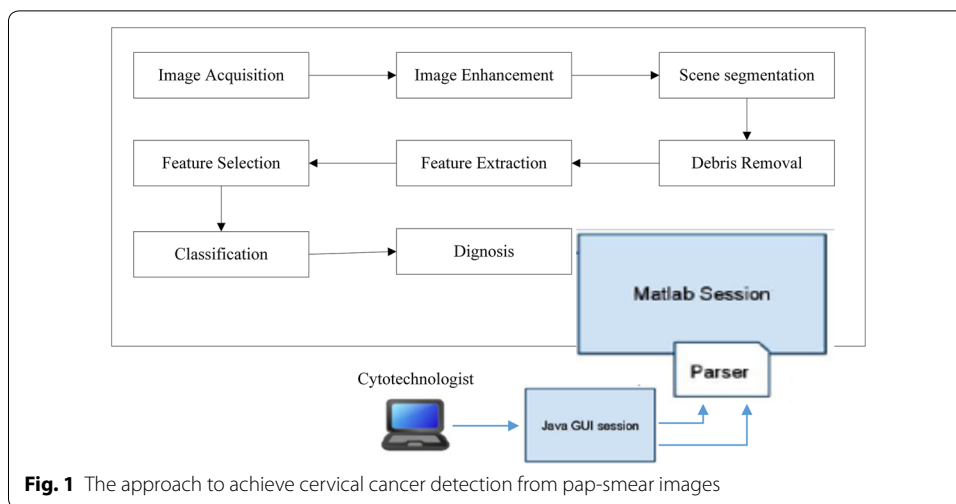 Image Acquisition
Image Enhancement
Scene segmentation
Feature Selection
Feature Extraction
Debris Removal
Classification
Dignosis
Matlab Session
Parser
Cytotechnologist
Java GUI session
Fig. 1 The approach to achieve cervical cancer detection from pap-smear images